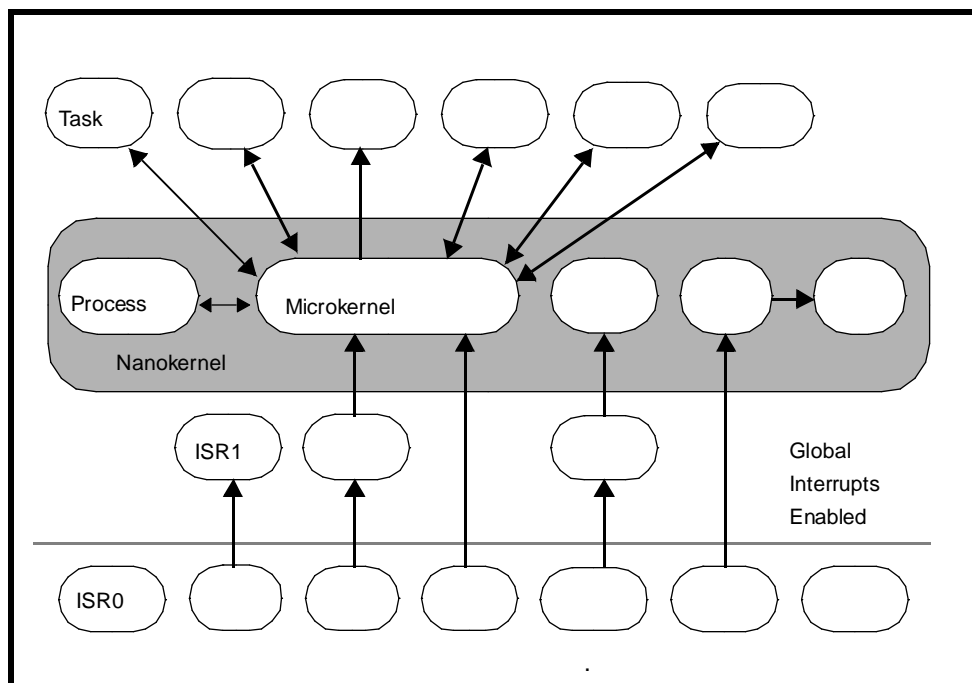 Task
Process
Microkernel
Nanokernel
ISR1
Global
Interrupts
Enabled
ISR0
.